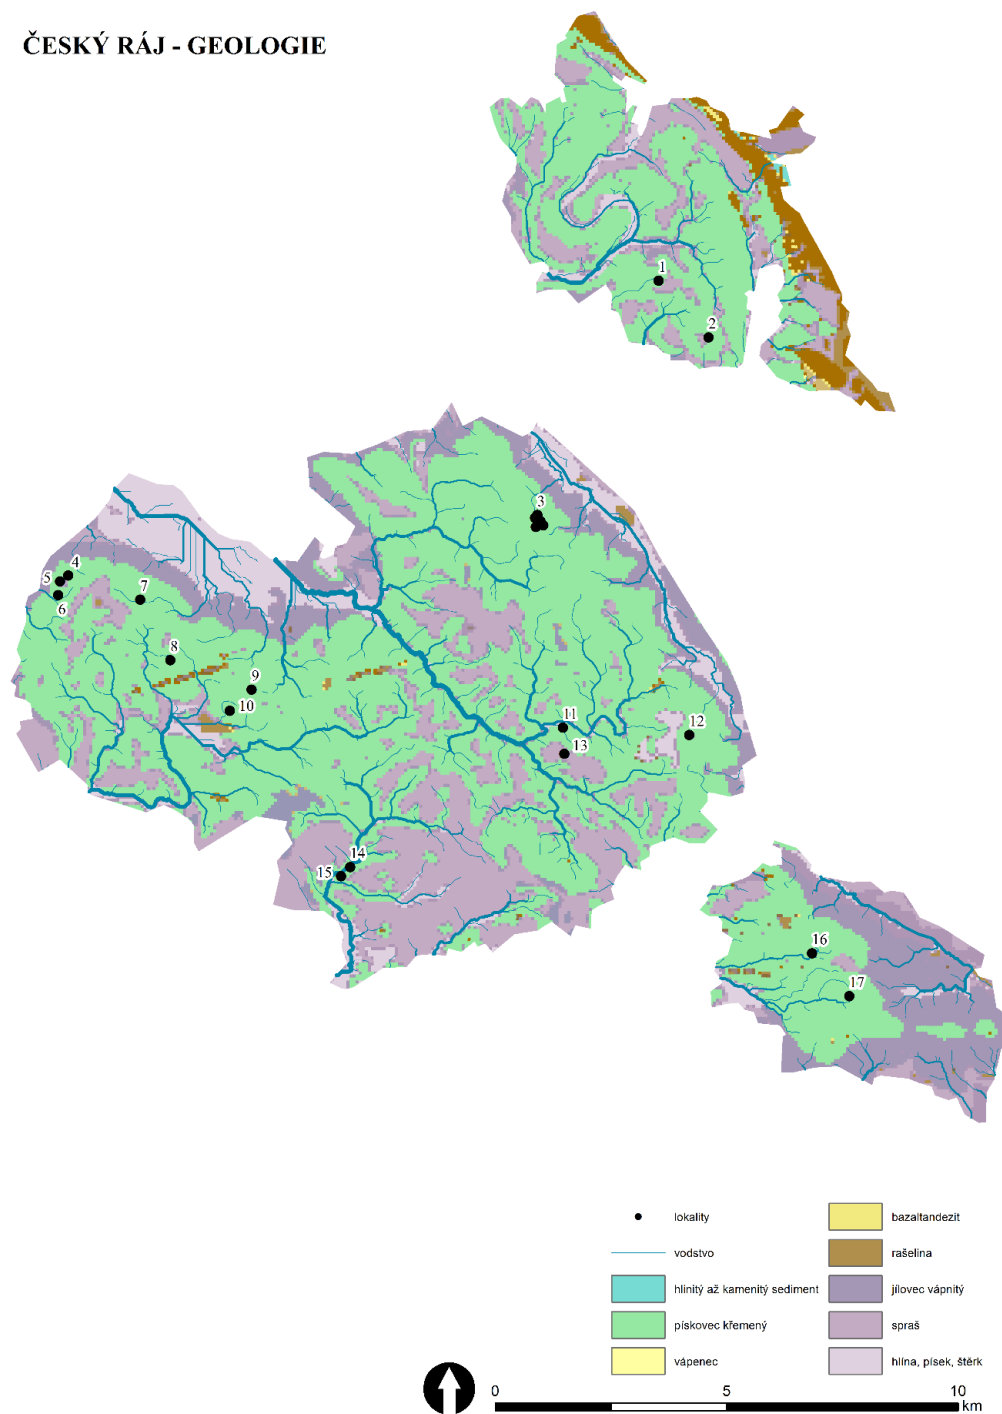 ČESKÝ RÁJ - GEOLOGIE
1
2
3
4
5
6
7
8
9
10
11
12
13
14
15
16
17
lokality
vodstvo
hlinitý až kamenitý sediment
pískovec křemený
vápenec
bazaltandezit
rašelina
jílovec vápnitý
spraš
hlína, písek, štěrk
0 5 10
km